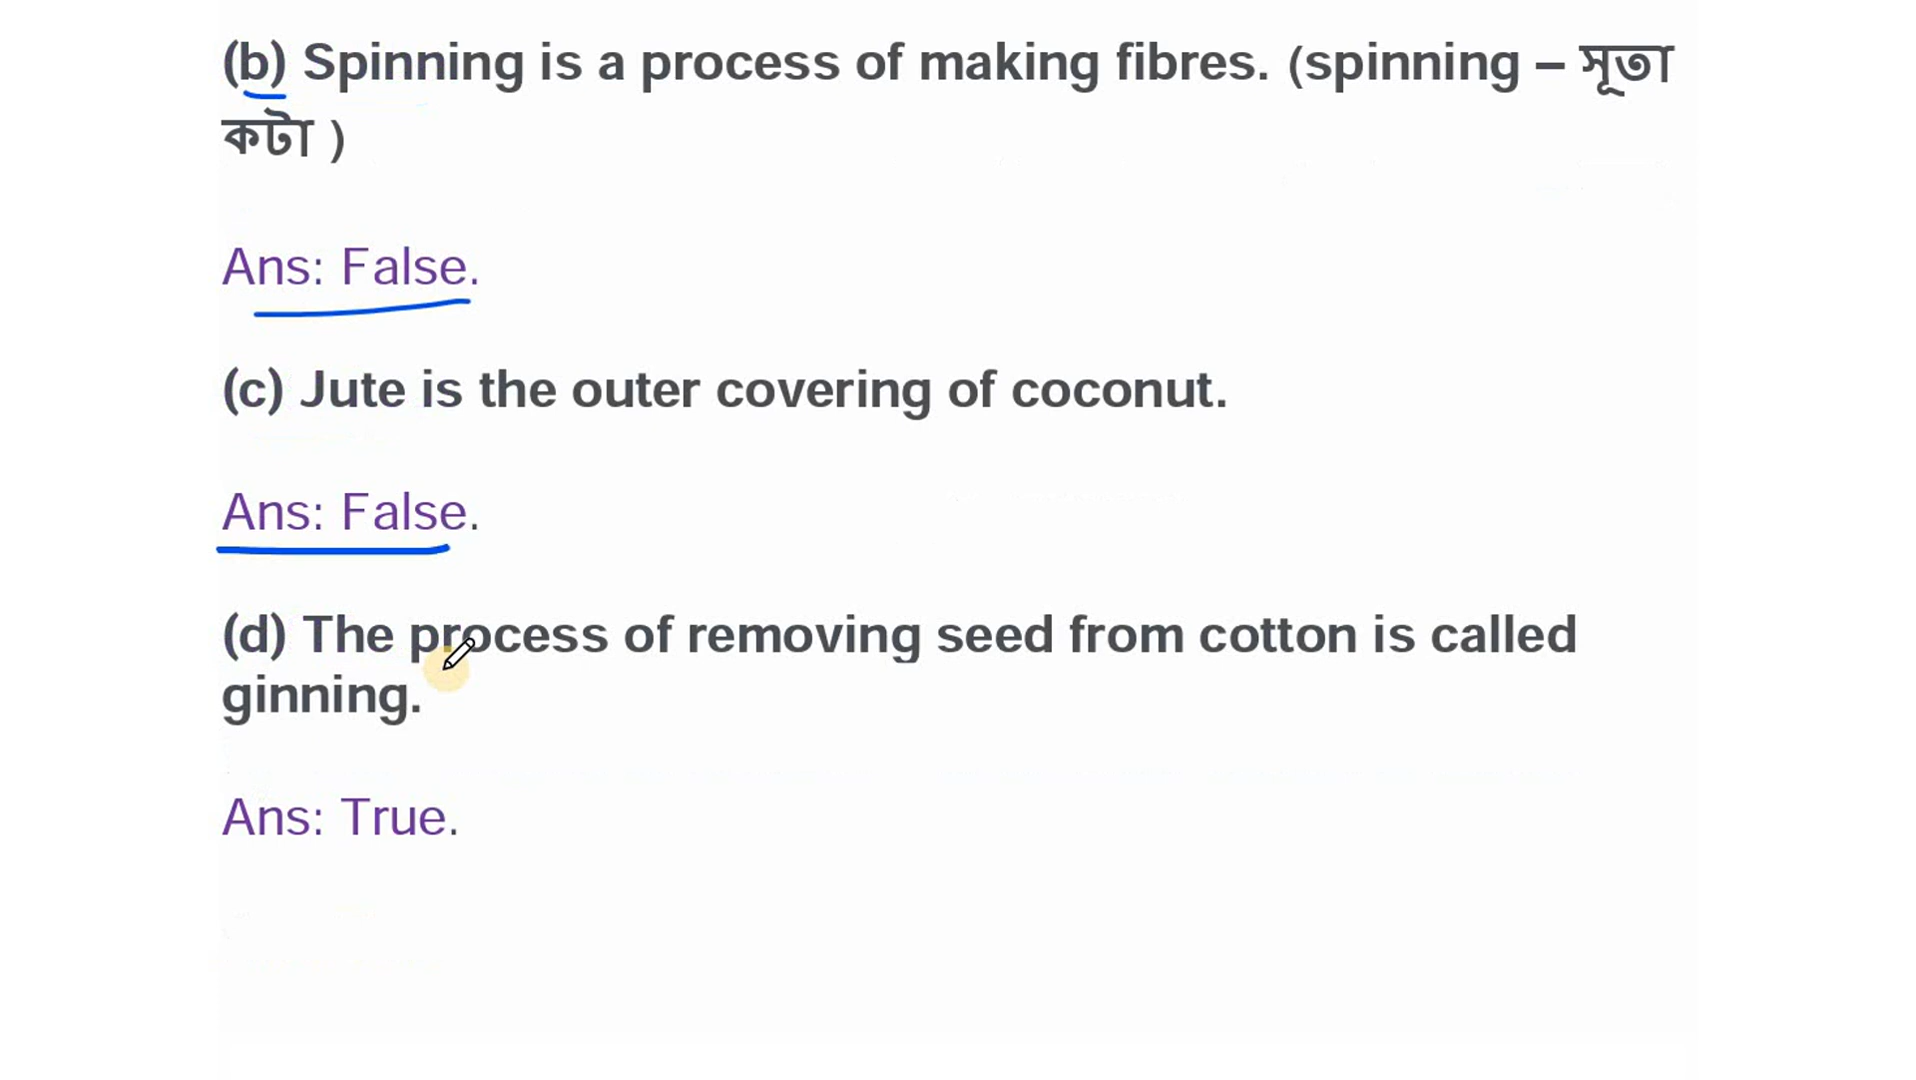 (b) Spinning is a process of making fibres. (spinning – সূতা
কটা )
Ans: False.
(c) Jute is the outer covering of coconut.
Ans: False.
(d) The process of removing seed from cotton is called
ginning.
Ans: True.